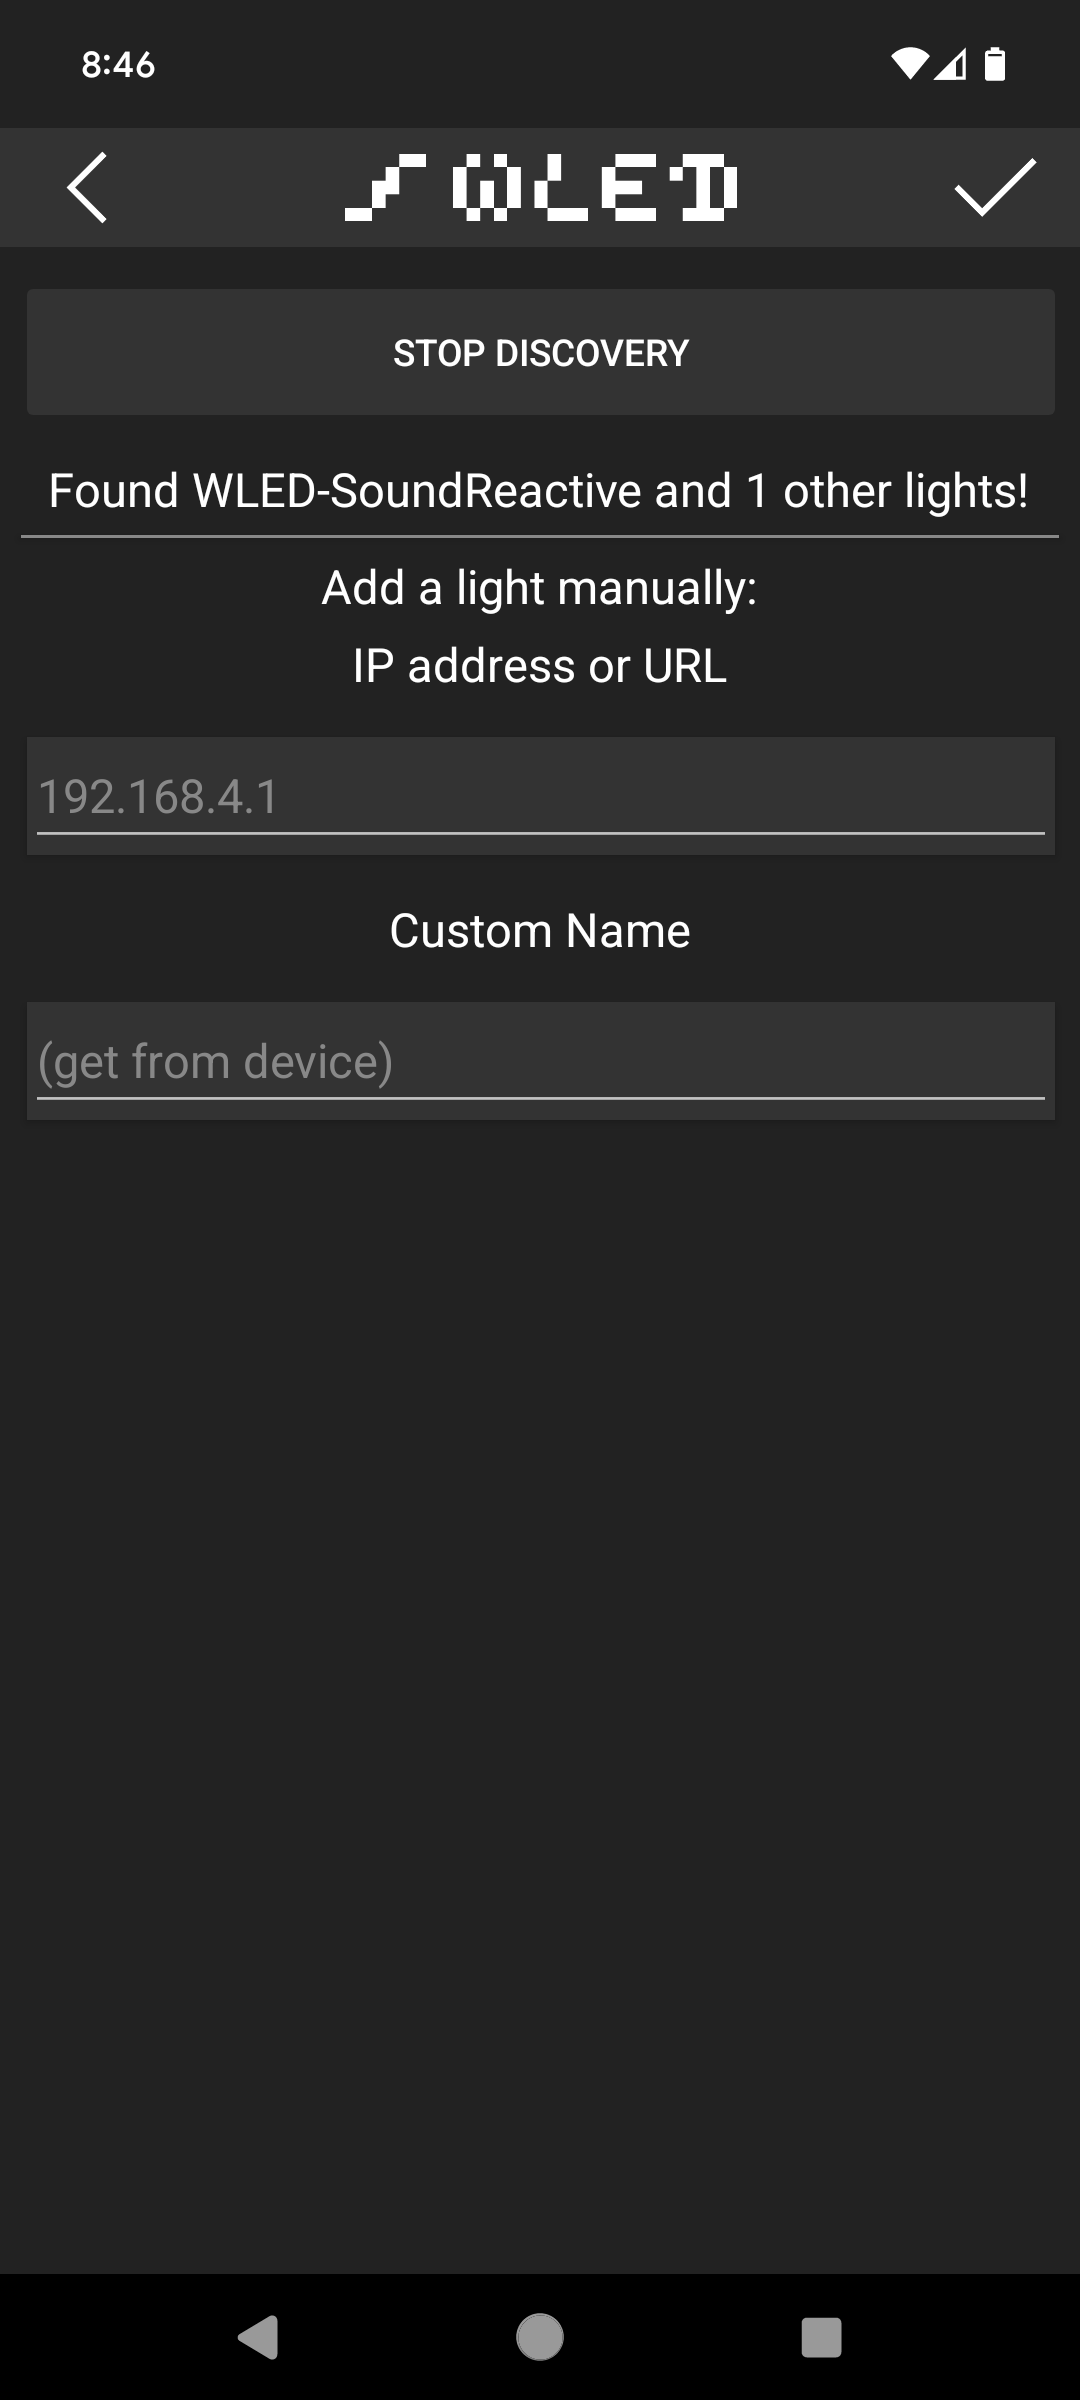 8:46
WLED
STOP DISCOVERY
Found WLED-SoundReactive and 1 other lights!
Add a light manually:
IP address or URL
192.168.4.1
Custom Name
(get from device)